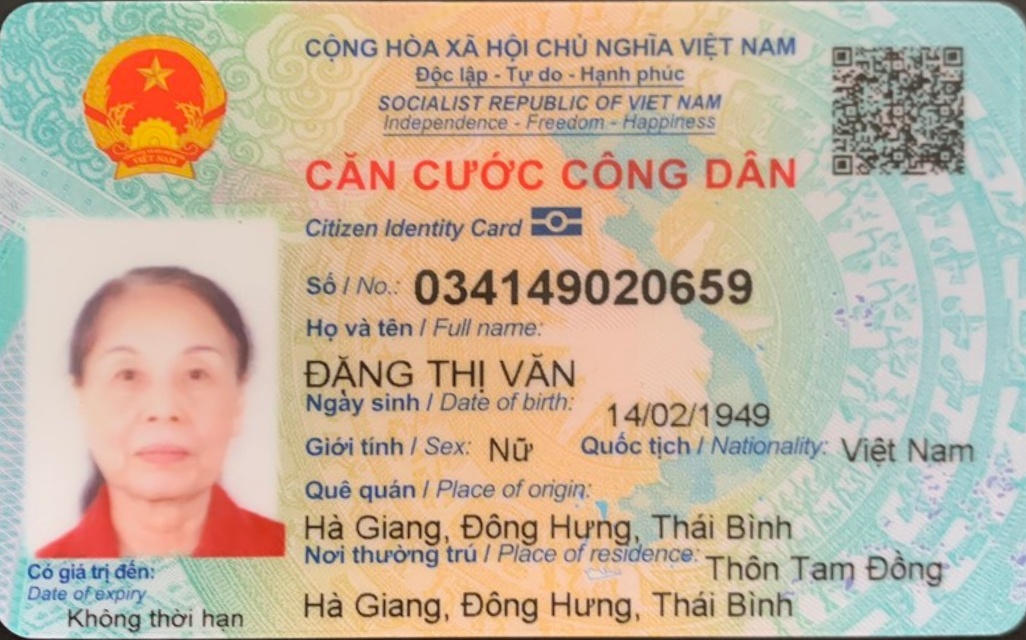 CỘNG HÒA XÃ HỘI CHỦ NGHĨA VIỆT NAM
Độc lập - Tự do - Hạnh phúc
SOCIALIST REPUBLIC OF VIET NAM
Independence - Freedom - Happiness
CĂN CƯỚC CÔNG DÂN
Citizen Identity Card
Số / No.: 034149020659
Họ và tên / Full name:
ĐẶNG THỊ VĂN
Ngày sinh / Date of birth: 14/02/1949
Giới tính / Sex: Nữ Quốc tịch / Nationality: Việt Nam
Quê quán / Place of origin:
Hà Giang, Đông Hưng, Thái Bình
Nơi thường trú / Place of residence: Thôn Tam Đồng
Hà Giang, Đông Hưng, Thái Bình
Có giá trị đến:
Date of expiry
Không thời hạn
VIỆT NAM